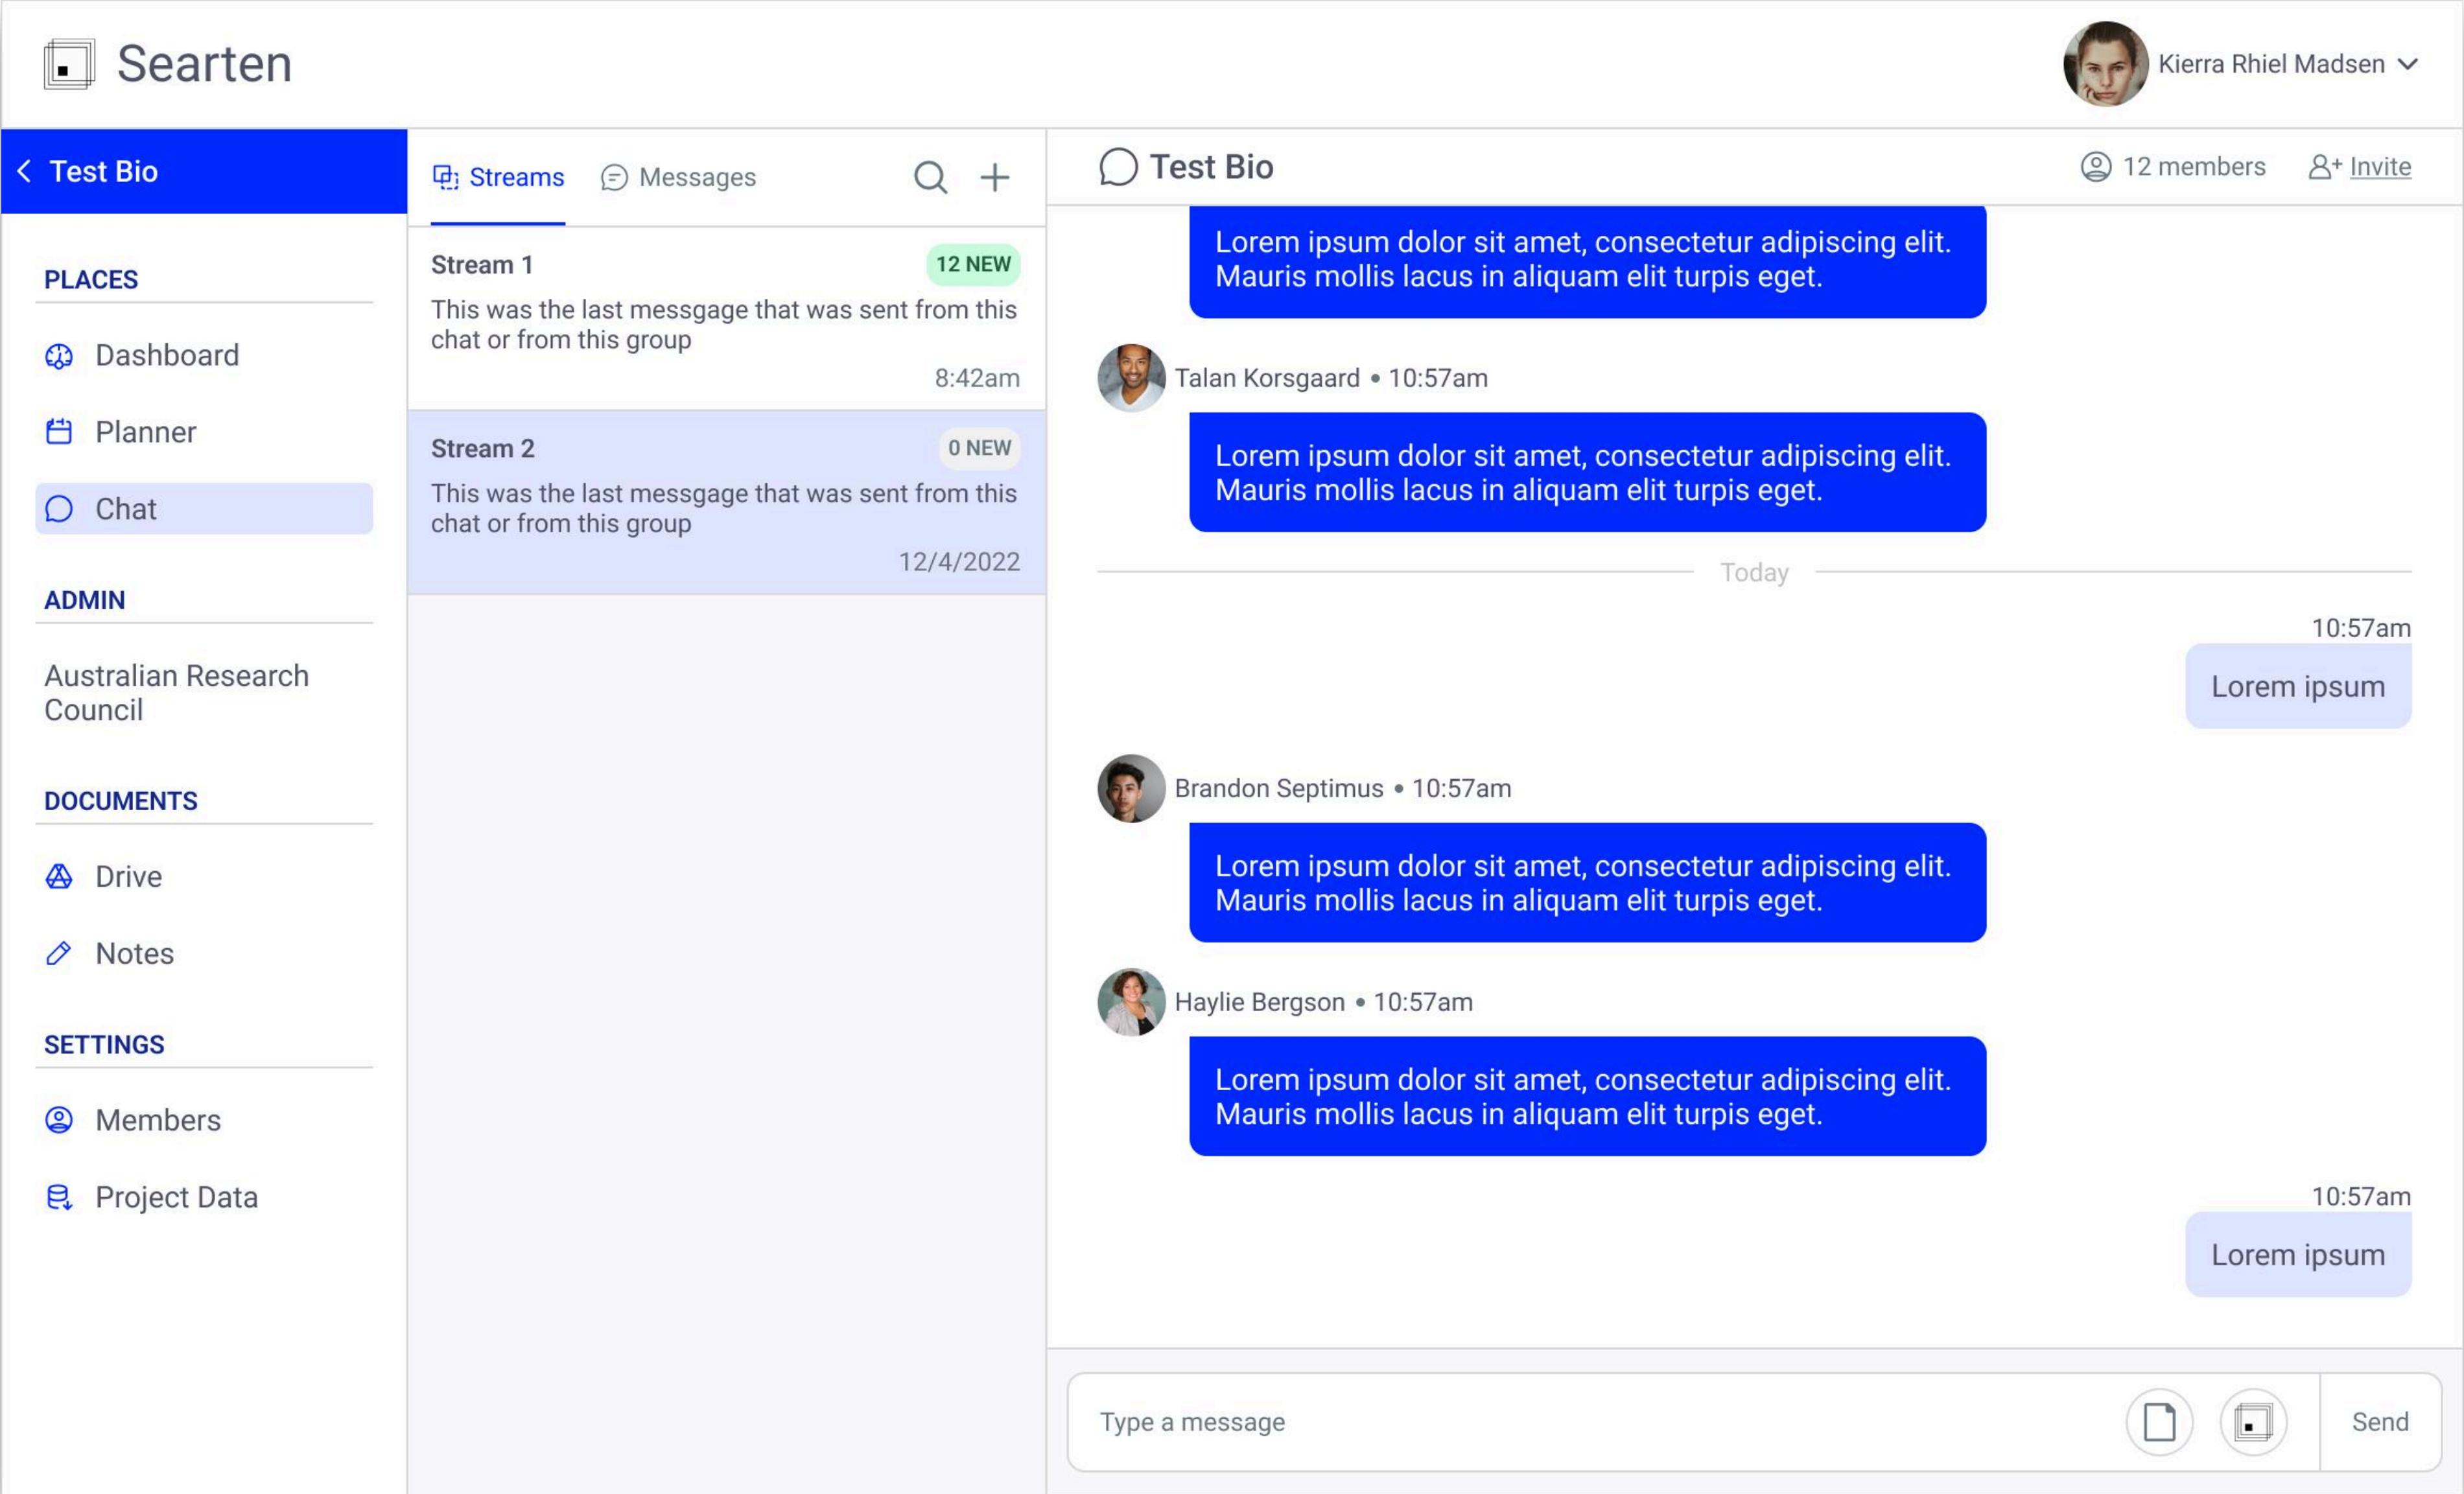 Searten
Kierra Rhiel Madsen
Test Bio
PLACES
Dashboard
Planner
Chat
ADMIN
Australian Research
Council
DOCUMENTS
Drive
Notes
SETTINGS
Members
Project Data
Streams
Messages
Stream 1
12 NEW
This was the last messgage that was sent from this
chat or from this group
8:42am
Stream 2
0 NEW
This was the last messgage that was sent from this
chat or from this group
12/4/2022
Test Bio
12 members
Invite
Lorem ipsum dolor sit amet, consectetur adipiscing elit.
Mauris mollis lacus in aliquam elit turpis eget.
Talan Korsgaard • 10:57am
Lorem ipsum dolor sit amet, consectetur adipiscing elit.
Mauris mollis lacus in aliquam elit turpis eget.
Today
10:57am
Lorem ipsum
Brandon Septimus • 10:57am
Lorem ipsum dolor sit amet, consectetur adipiscing elit.
Mauris mollis lacus in aliquam elit turpis eget.
Haylie Bergson • 10:57am
Lorem ipsum dolor sit amet, consectetur adipiscing elit.
Mauris mollis lacus in aliquam elit turpis eget.
10:57am
Lorem ipsum
Type a message
Send